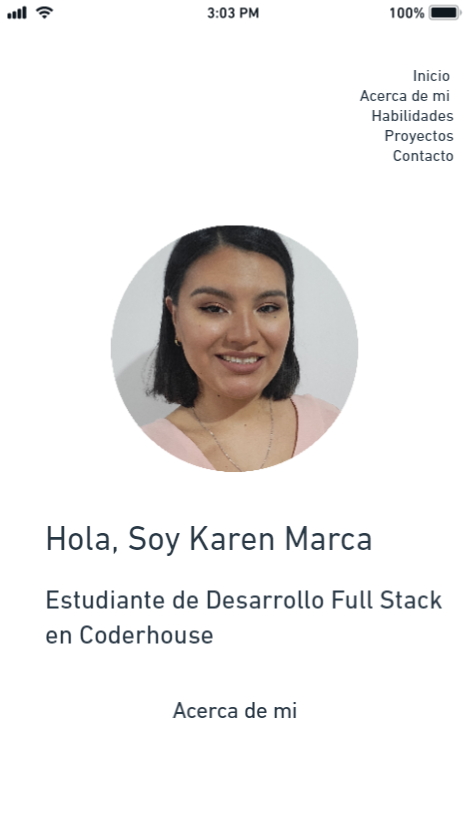 3:03 PM 100%
Inicio
Acerca de mi
Habilidades
Proyectos
Contacto
Hola, Soy Karen Marca
Estudiante de Desarrollo Full Stack
en Coderhouse
Acerca de mi